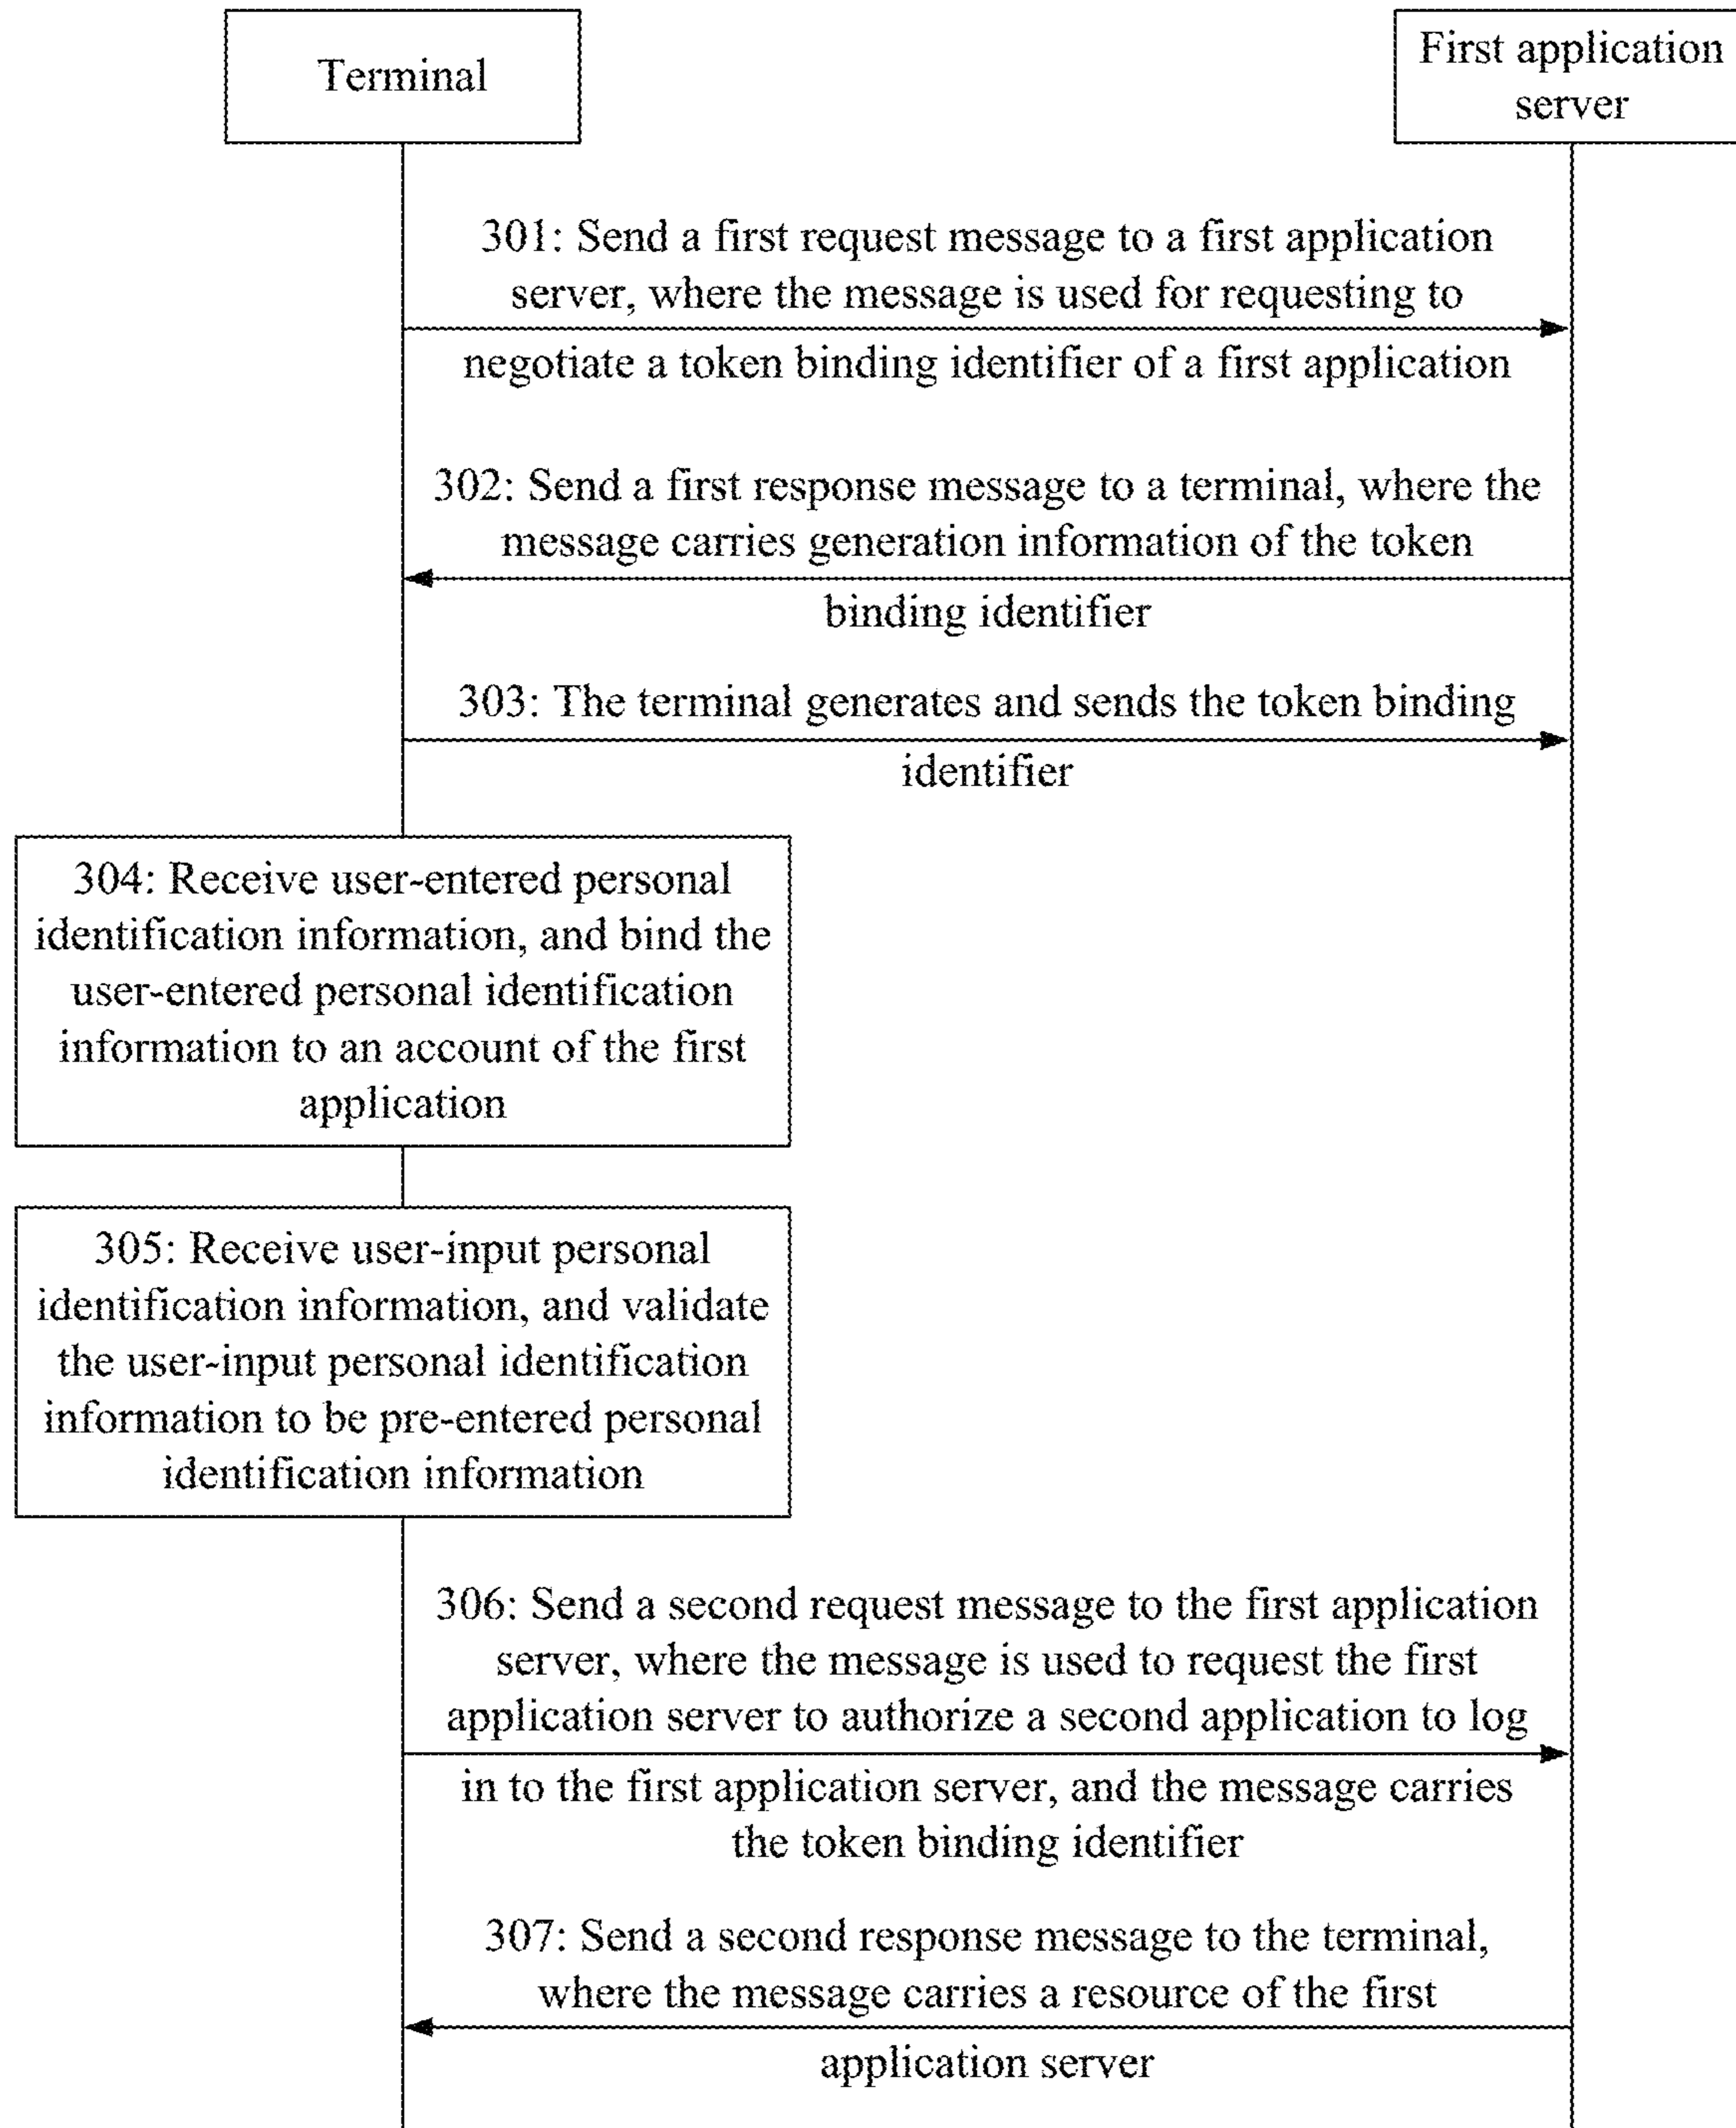 Terminal
First application
server
301: Send a first request message to a first application
server, where the message is used for requesting to
negotiate a token binding identifier of a first application
302: Send a first response message to a terminal, where the
message carries generation information of the token
binding identifier
303: The terminal generates and sends the token binding
identifier
304: Receive user-entered personal
identification information, and bind the
user-entered personal identification
information to an account of the first
application
305: Receive user-input personal
identification information, and validate
the user-input personal identification
information to be pre-entered personal
identification information
306: Send a second request message to the first application
server, where the message is used to request the first
application server to authorize a second application to log
in to the first application server, and the message carries
the token binding identifier
307: Send a second response message to the terminal,
where the message carries a resource of the first
application server